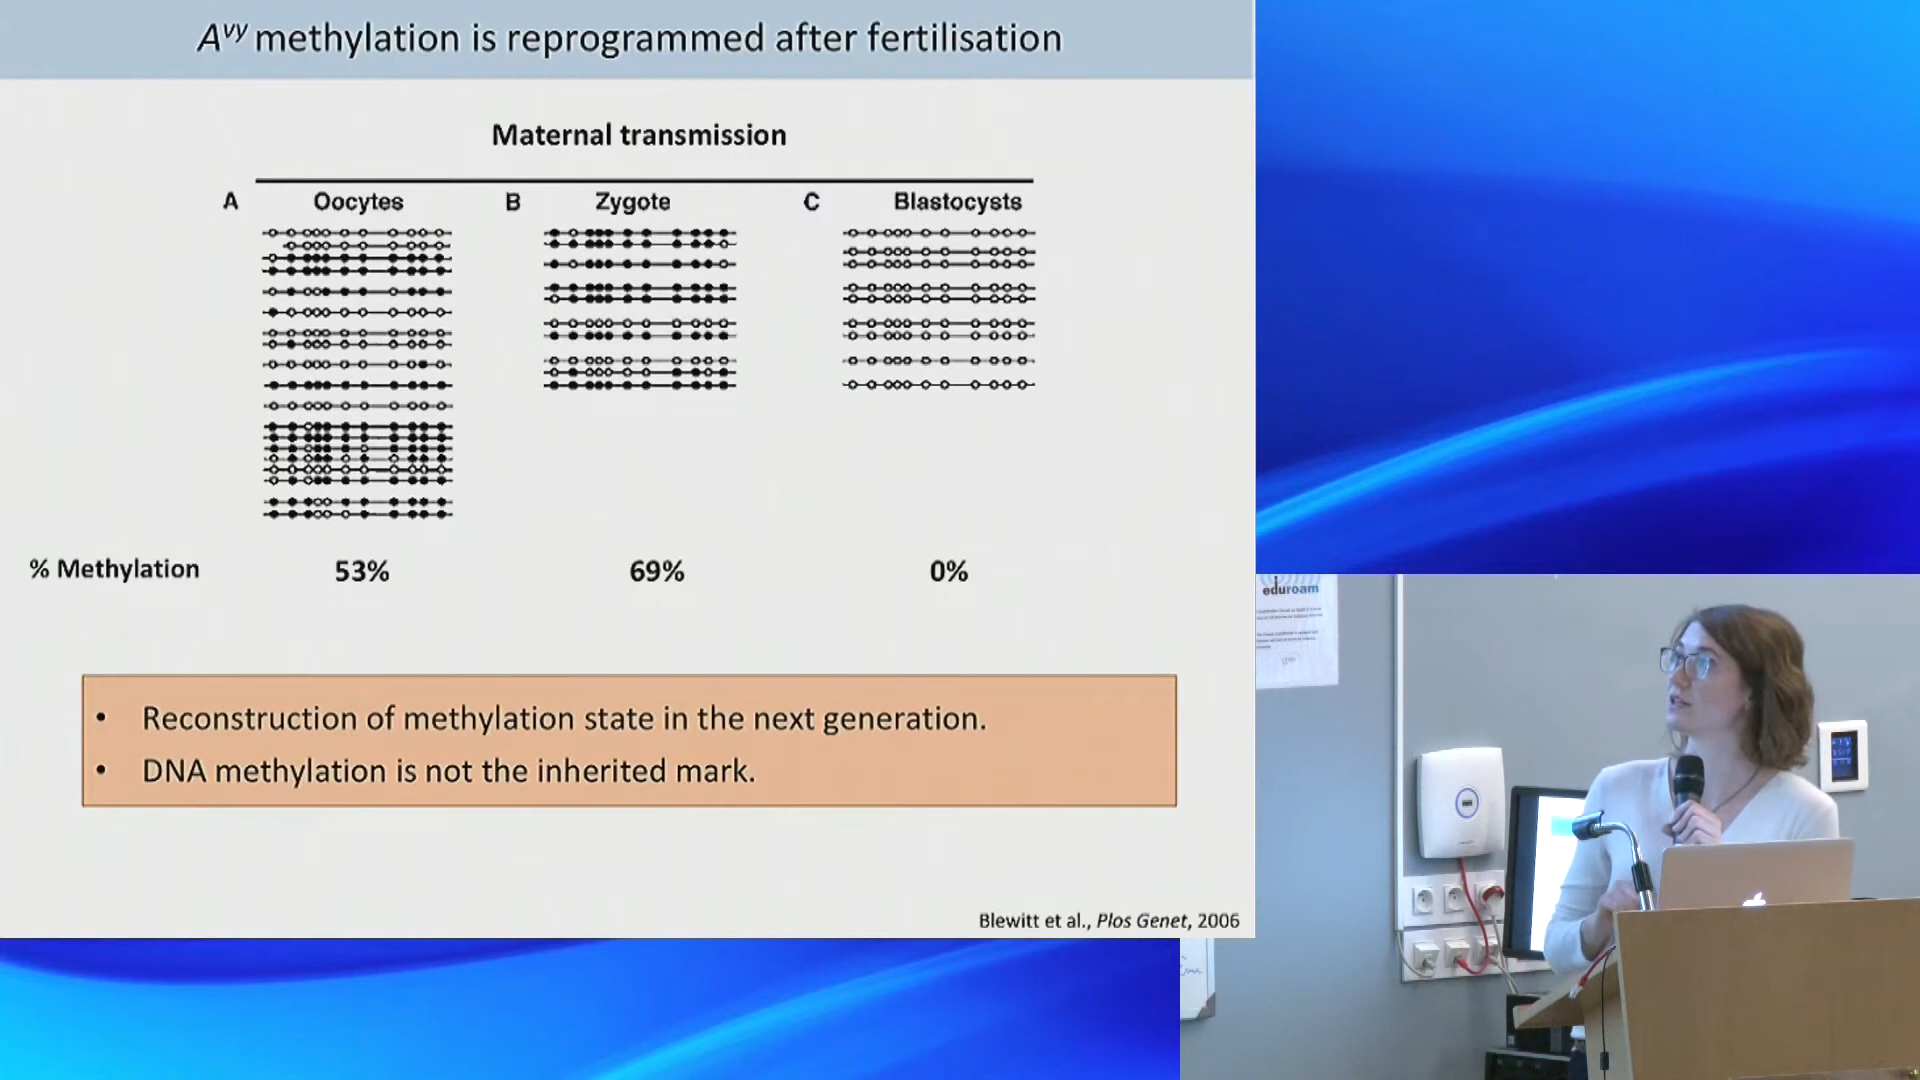 Avy methylation is reprogrammed after fertilisation
Maternal transmission
A Oocytes B Zygote C Blastocysts
% Methylation 53% 69% 0%
• Reconstruction of methylation state in the next generation.
• DNA methylation is not the inherited mark.
Blewitt et al., Plos Genet, 2006
eduroam